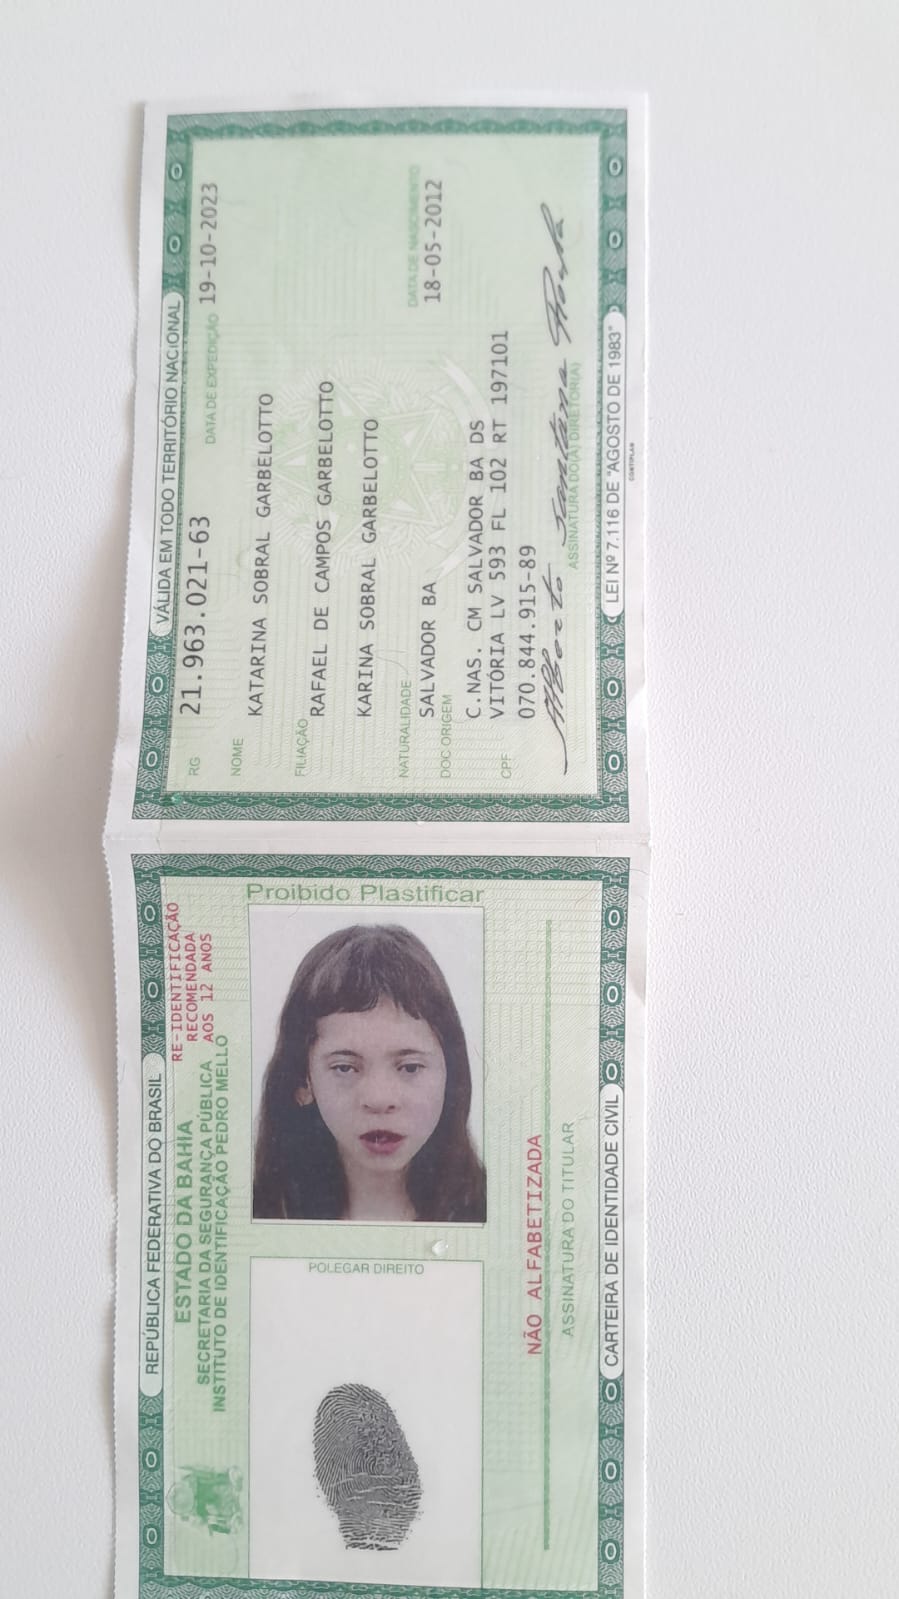 VÁLIDA EM TODO TERRITÓRIO NACIONAL
RG 21.963.021-63 DATA DE EXPEDIÇÃO 19-10-2023
NOME KATARINA SOBRAL GARBELOTTO
FILIAÇÃO RAFAEL DE CAMPOS GARBELOTTO
KARINA SOBRAL GARBELOTTO
NATURALIDADE DATA DE NASCIMENTO
SALVADOR BA 18-05-2012
DOC ORIGEM C.NAS. CM SALVADOR BA DS
VITÓRIA LV 593 FL 102 RT 197101
CPF 070.844.915-89
ASSINATURA DO(A) DIRETOR(A)
LEI Nº 7.116 DE "AGOSTO DE 1983"
CONTIPLAN
REPÚBLICA FEDERATIVA DO BRASIL
ESTADO DA BAHIA
SECRETARIA DA SEGURANÇA PÚBLICA
INSTITUTO DE IDENTIFICAÇÃO PEDRO MELLO
RE-IDENTIFICAÇÃO
RECOMENDADA
AOS 12 ANOS
Proibido Plastificar
POLEGAR DIREITO
NÃO ALFABETIZADA
ASSINATURA DO TITULAR
CARTEIRA DE IDENTIDADE CIVIL